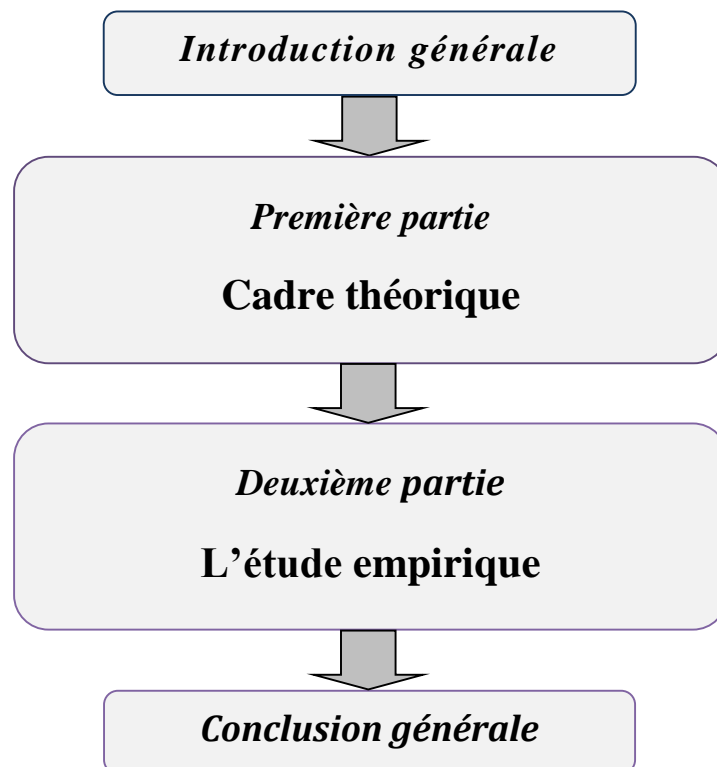 Introduction générale
Première partie
Cadre théorique
Deuxième partie
L’étude empirique
Conclusion générale